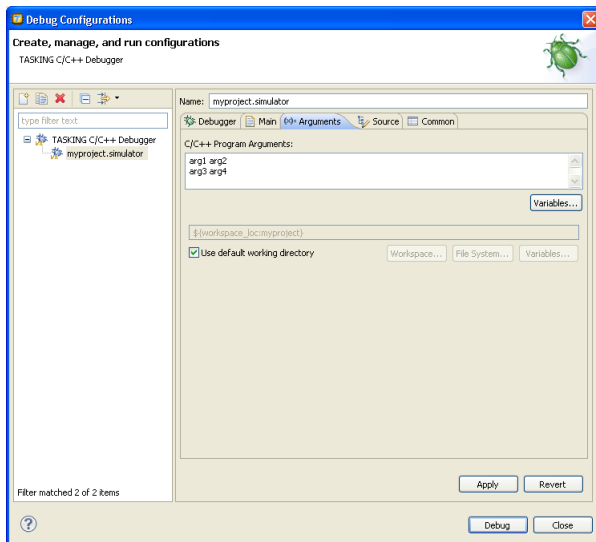 Debug Configurations
Create, manage, and run configurations
TASKING C/C++ Debugger
type filter text
TASKING C/C++ Debugger
myproject.simulator
Filter matched 2 of 2 items
Name: myproject.simulator
Debugger Main Arguments Source Common
C/C++ Program Arguments:
arg1 arg2
arg3 arg4
Variables...
${workspace_loc:myproject}
Use default working directory Workspace... File System... Variables...
Apply Revert
? Debug Close